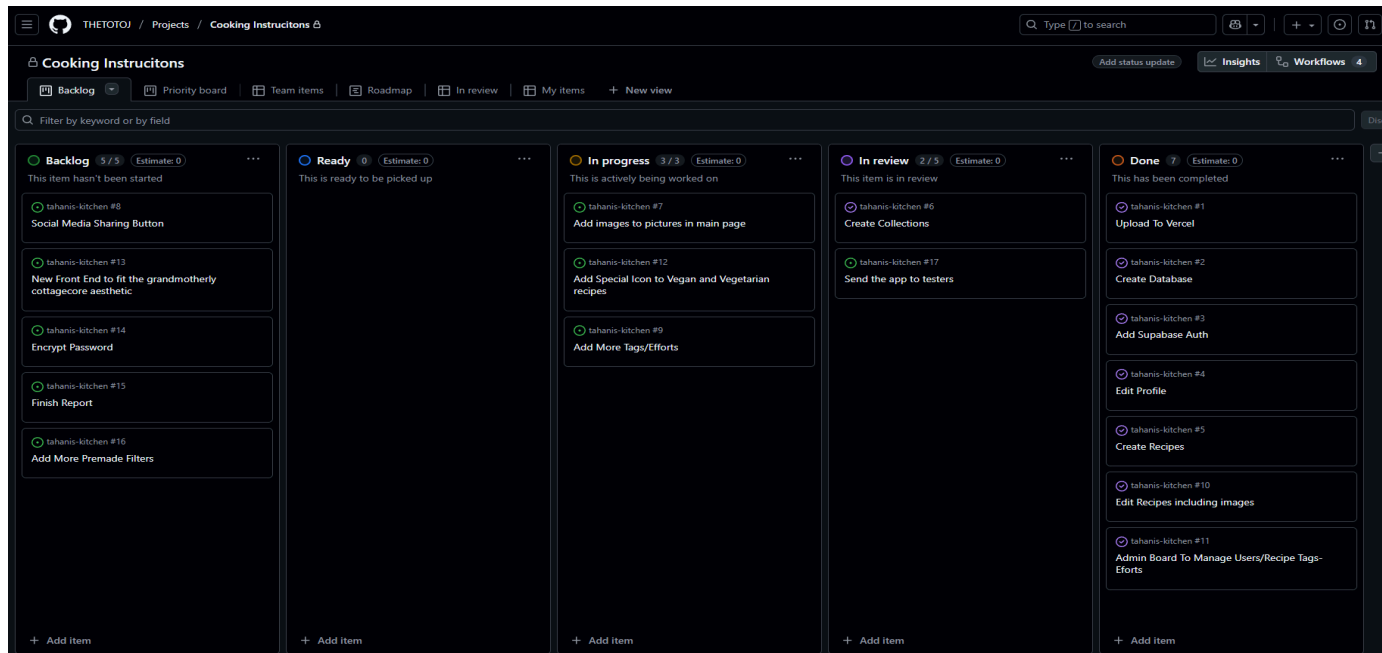 THETOTOJ / Projects / Cooking Instrucitons
Type / to search
Cooking Instrucitons
Add status update
Insights
Workflows 4
Backlog
Priority board
Team items
Roadmap
In review
My items
+ New view
Filter by keyword or by field
Backlog 5 / 5 Estimate: 0 ...
This item hasn't been started
tahanis-kitchen #8
Social Media Sharing Button
tahanis-kitchen #13
New Front End to fit the grandmotherly
cottagecore aesthetic
tahanis-kitchen #14
Encrypt Password
tahanis-kitchen #15
Finish Report
tahanis-kitchen #16
Add More Premade Filters
+ Add item
Ready 0 Estimate: 0 ...
This is ready to be picked up
+ Add item
In progress 3 / 3 Estimate: 0 ...
This is actively being worked on
tahanis-kitchen #7
Add images to pictures in main page
tahanis-kitchen #12
Add Special Icon to Vegan and Vegetarian
recipes
tahanis-kitchen #9
Add More Tags/Efforts
+ Add item
In review 2 / 5 Estimate: 0 ...
This item is in review
tahanis-kitchen #6
Create Collections
tahanis-kitchen #17
Send the app to testers
+ Add item
Done 7 Estimate: 0 ...
This has been completed
tahanis-kitchen #1
Upload To Vercel
tahanis-kitchen #2
Create Database
tahanis-kitchen #3
Add Supabase Auth
tahanis-kitchen #4
Edit Profile
tahanis-kitchen #5
Create Recipes
tahanis-kitchen #10
Edit Recipes including images
tahanis-kitchen #11
Admin Board To Manage Users/Recipe Tags-
Eforts
+ Add item